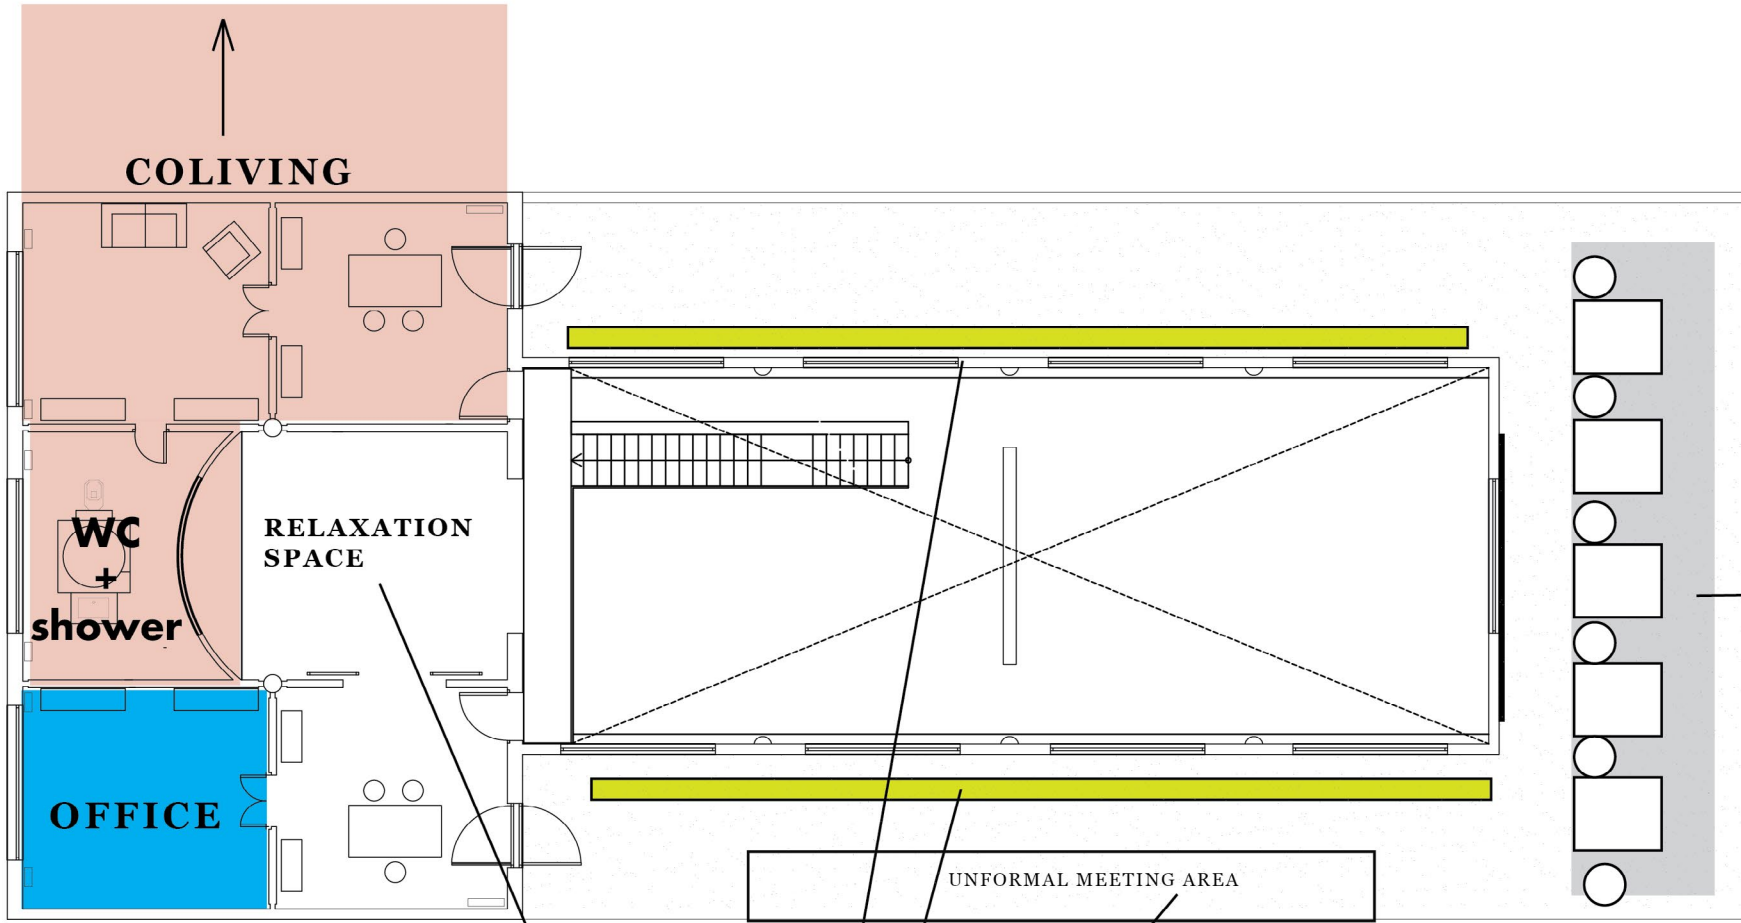 COLIVING
RELAXATION
SPACE
WC
+
shower
OFFICE
UNFORMAL MEETING AREA